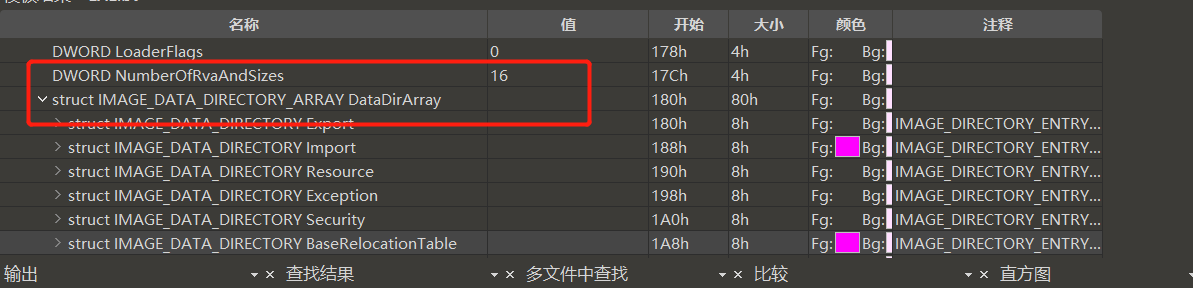 名称 值 开始 大小 颜色 注释
DWORD LoaderFlags 0 178h 4h Fg: Bg:
DWORD NumberOfRvaAndSizes 16 17Ch 4h Fg: Bg:
struct IMAGE_DATA_DIRECTORY_ARRAY DataDirArray 180h 80h Fg: Bg:
struct IMAGE_DATA_DIRECTORY Export 180h 8h Fg: Bg: IMAGE_DIRECTORY_ENTRY...
struct IMAGE_DATA_DIRECTORY Import 188h 8h Fg: Bg: IMAGE_DIRECTORY_ENTRY...
struct IMAGE_DATA_DIRECTORY Resource 190h 8h Fg: Bg: IMAGE_DIRECTORY_ENTRY...
struct IMAGE_DATA_DIRECTORY Exception 198h 8h Fg: Bg: IMAGE_DIRECTORY_ENTRY...
struct IMAGE_DATA_DIRECTORY Security 1A0h 8h Fg: Bg: IMAGE_DIRECTORY_ENTRY...
struct IMAGE_DATA_DIRECTORY BaseRelocationTable 1A8h 8h Fg: Bg: IMAGE_DIRECTORY_ENTRY...
输出 查找结果 多文件中查找 比较 直方图